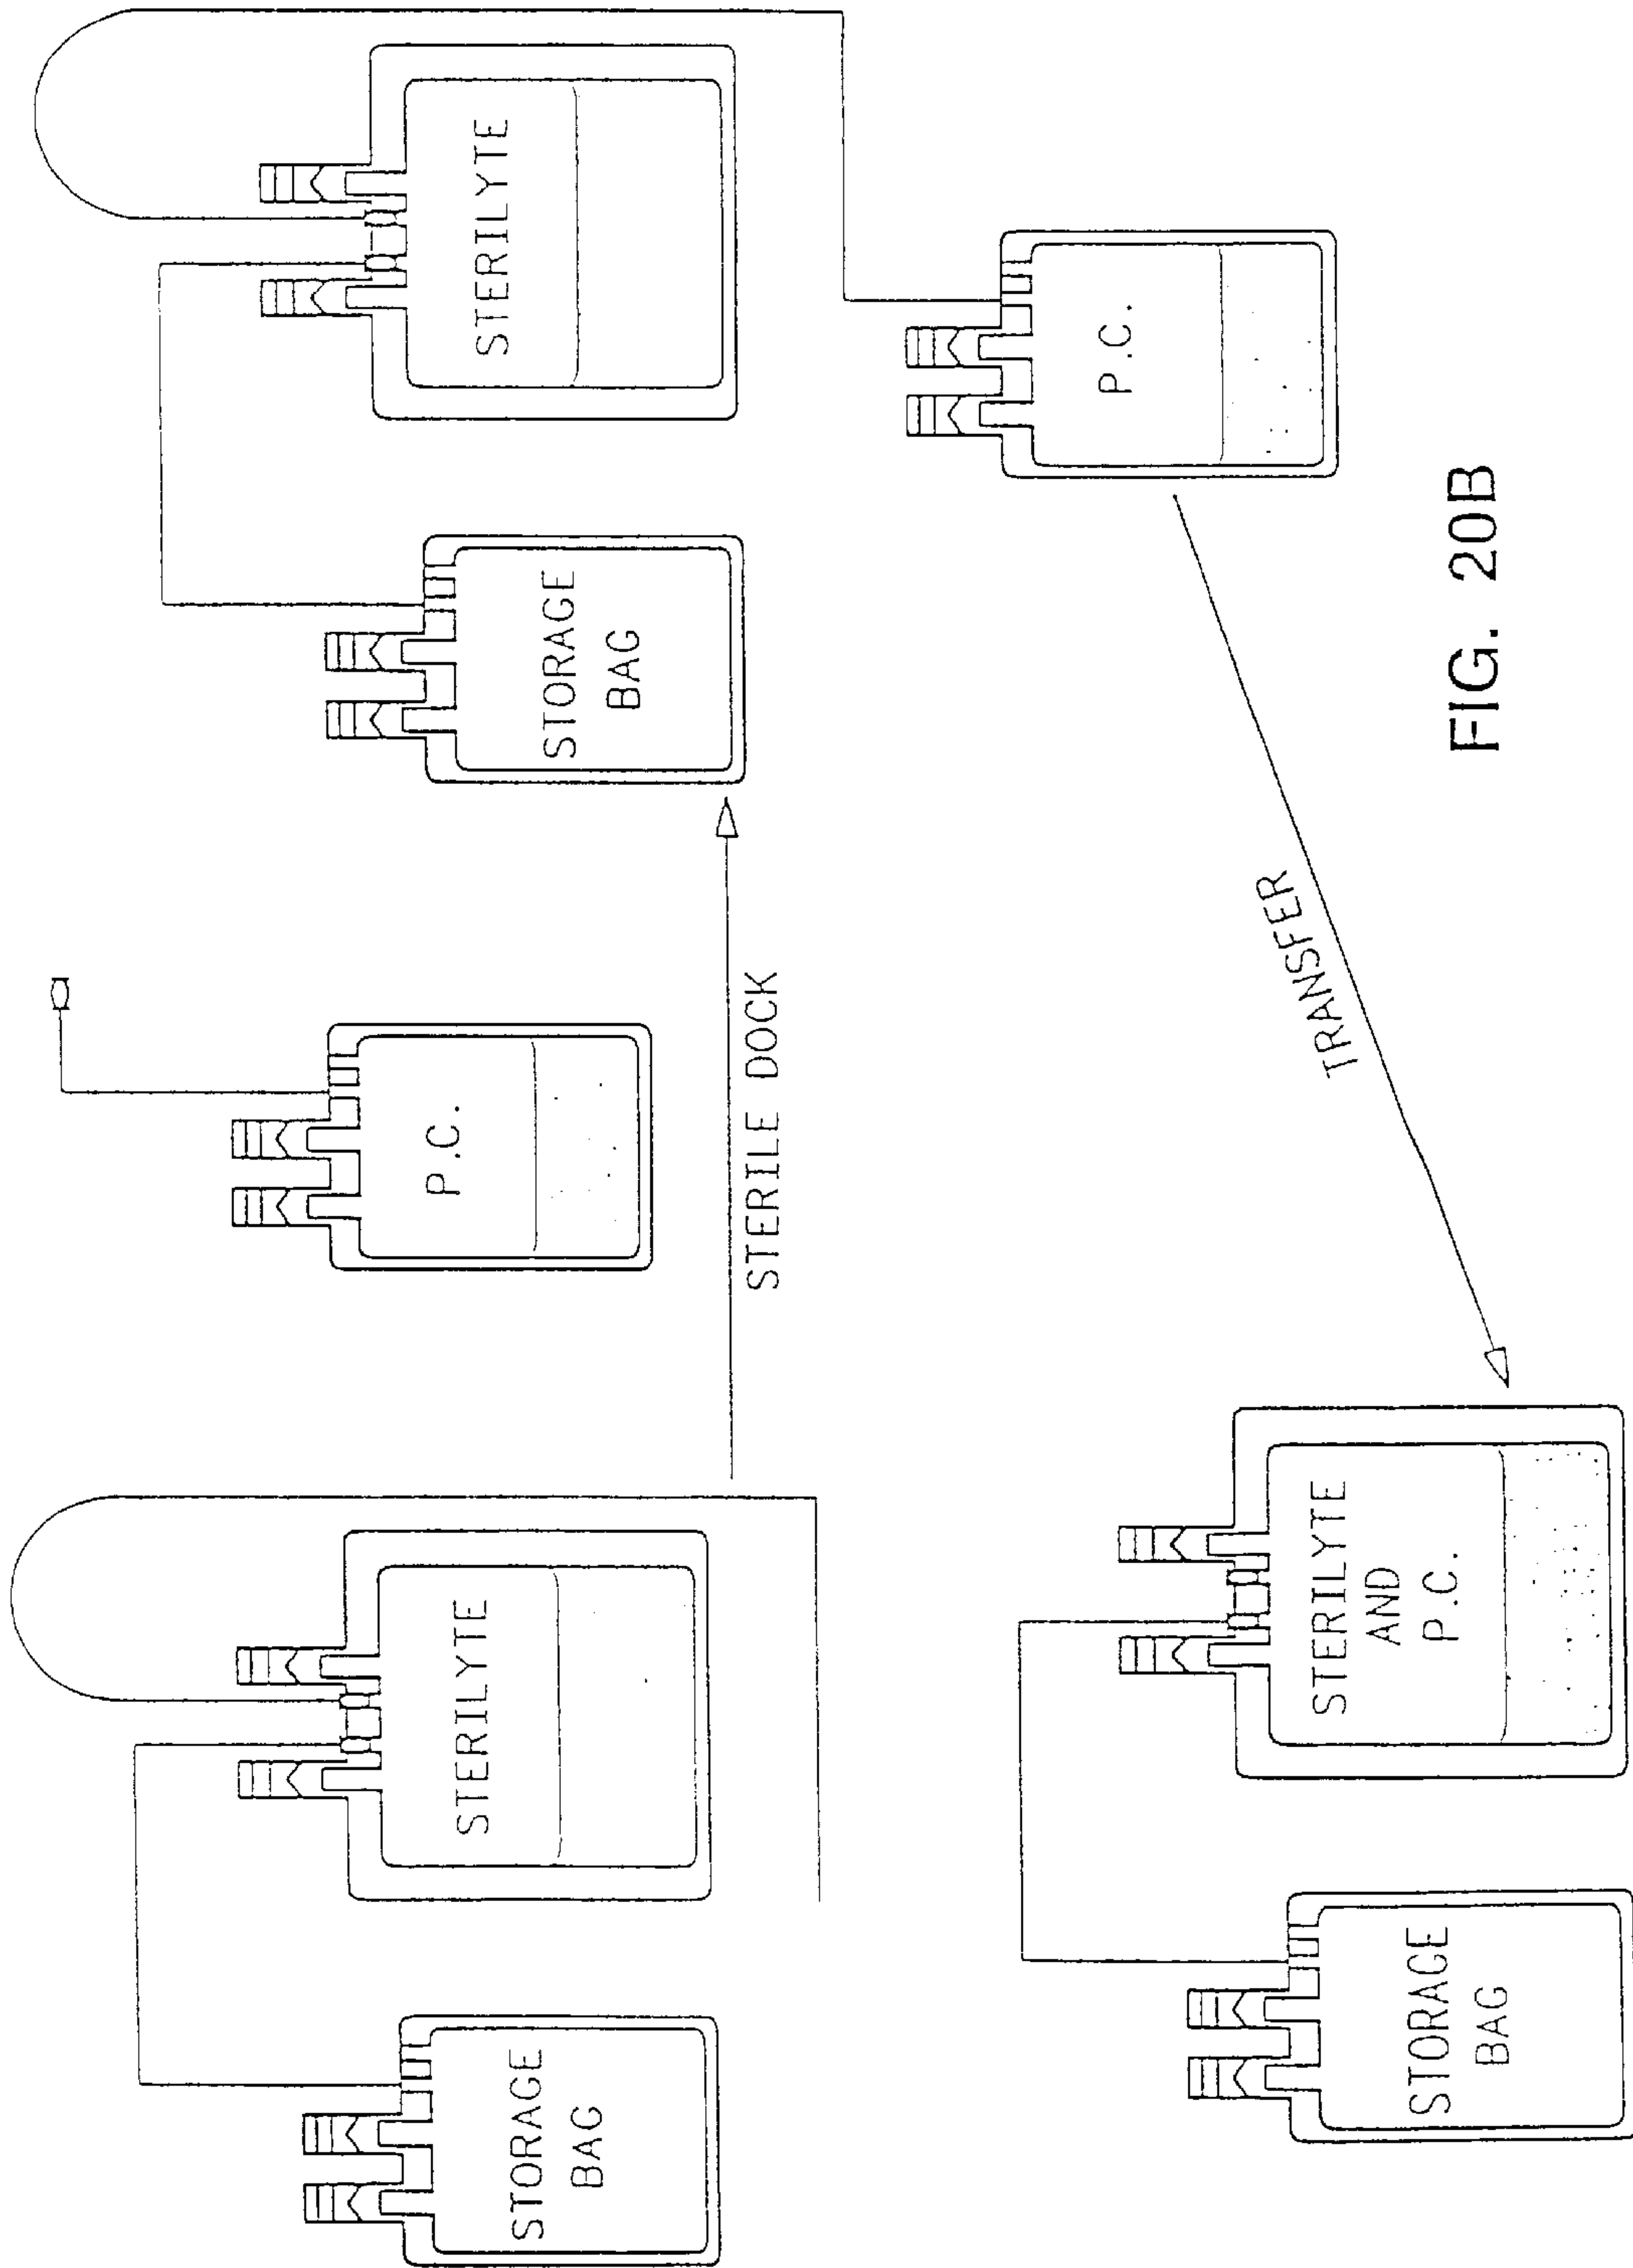 STORAGE
BAG
STERILYTE
P.C.
STERILE DOCK
STORAGE
BAG
STERILYTE
P.C.
TRANSFER
STORAGE
BAG
STERILYTE
AND
P.C.
FIG. 20B